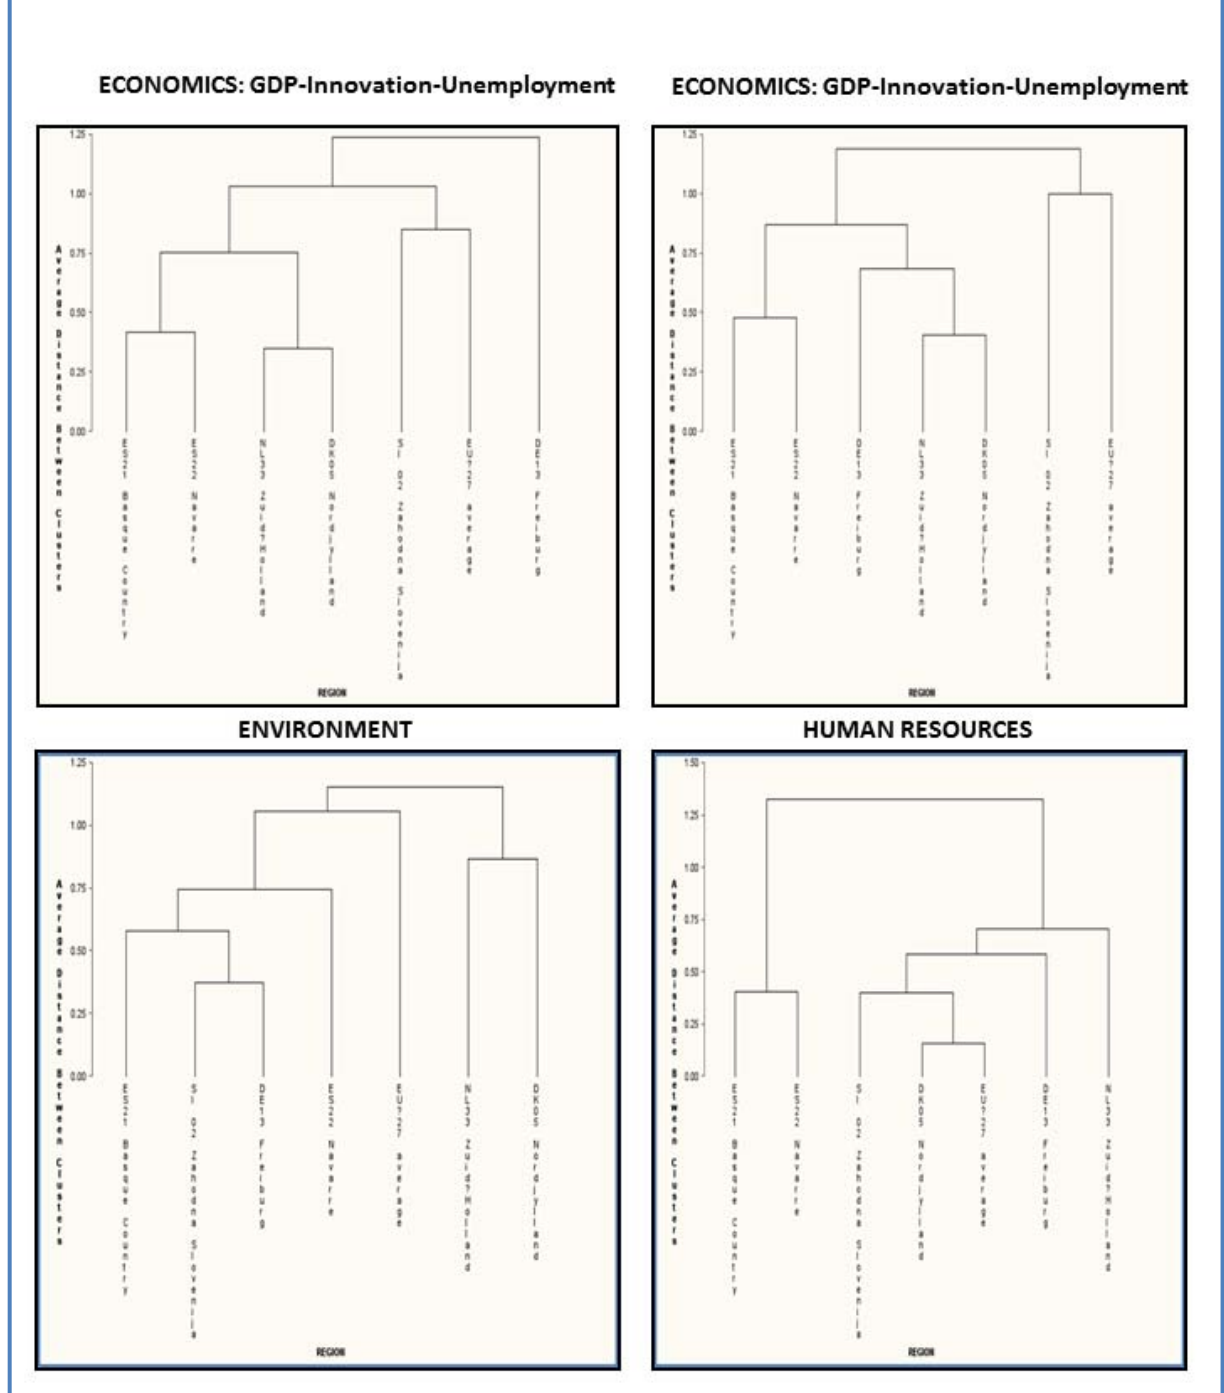 ECONOMICS: GDP-Innovation-Unemployment
ECONOMICS: GDP-Innovation-Unemployment
1.25
1.00
0.75
0.50
0.25
0.00
Average Distance Between Clusters
ES21 Basque Country
ES22 Navarre
NL33 Zuid?Holland
DK05 Nordjylland
SI 02 Zahodna Slovenija
EU?27 average
DE13 Freiburg
REGION
1.25
1.00
0.75
0.50
0.25
0.00
Average Distance Between Clusters
ES21 Basque Country
ES22 Navarre
DE13 Freiburg
NL33 Zuid?Holland
DK05 Nordjylland
SI 02 Zahodna Slovenija
EU?27 average
REGION
ENVIRONMENT
HUMAN RESOURCES
1.25
1.00
0.75
0.50
0.25
0.00
Average Distance Between Clusters
ES21 Basque Country
SI 02 Zahodna Slovenija
DE13 Freiburg
ES22 Navarre
EU?27 average
NL33 Zuid?Holland
DK05 Nordjylland
REGION
1.50
1.25
1.00
0.75
0.50
0.25
0.00
Average Distance Between Clusters
ES21 Basque Country
ES22 Navarre
SI 02 Zahodna Slovenija
DK05 Nordjylland
EU?27 average
DE13 Freiburg
NL33 Zuid?Holland
REGION